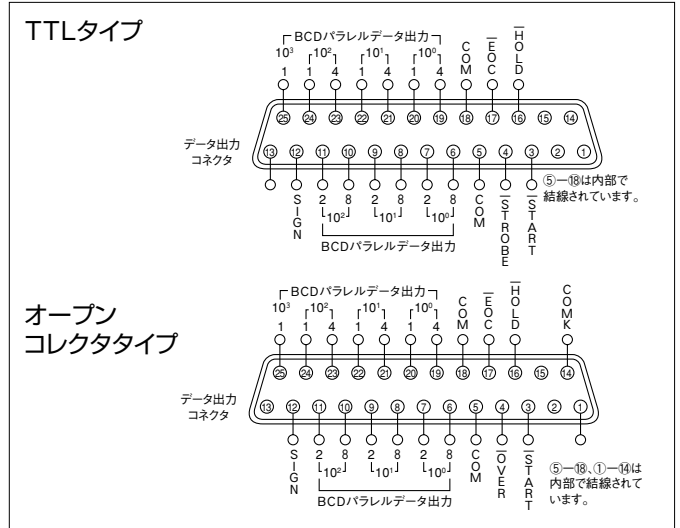 TTLタイプ
BCDパラレルデータ出力
10³ 10² 10¹ 10⁰
1 1 4 1 4 1 4 COM E̅OC H̅OLD
㉕ ㉔ ㉓ ㉒ ㉑ ⑳ ⑲ ⑱ ⑰ ⑯ ⑮ ⑭
データ出力
コネクタ
⑬ ⑫ ⑪ ⑩ ⑨ ⑧ ⑦ ⑥ ⑤ ④ ③ ② ①
SIGN 2 8 2 8 2 8 COM S̅TROBE S̅TART
10² 10¹ 10⁰
BCDパラレルデータ出力
⑤―⑱は内部で
結線されています。
オープン
コレクタタイプ
BCDパラレルデータ出力
10³ 10² 10¹ 10⁰
1 1 4 1 4 1 4 COM E̅OC H̅OLD COMK
㉕ ㉔ ㉓ ㉒ ㉑ ⑳ ⑲ ⑱ ⑰ ⑯ ⑮ ⑭
データ出力
コネクタ
⑬ ⑫ ⑪ ⑩ ⑨ ⑧ ⑦ ⑥ ⑤ ④ ③ ② ①
SIGN 2 8 2 8 2 8 COM O̅VER S̅TART
10² 10¹ 10⁰
BCDパラレルデータ出力
⑤―⑱、①―⑭は
内部で結線されて
います。